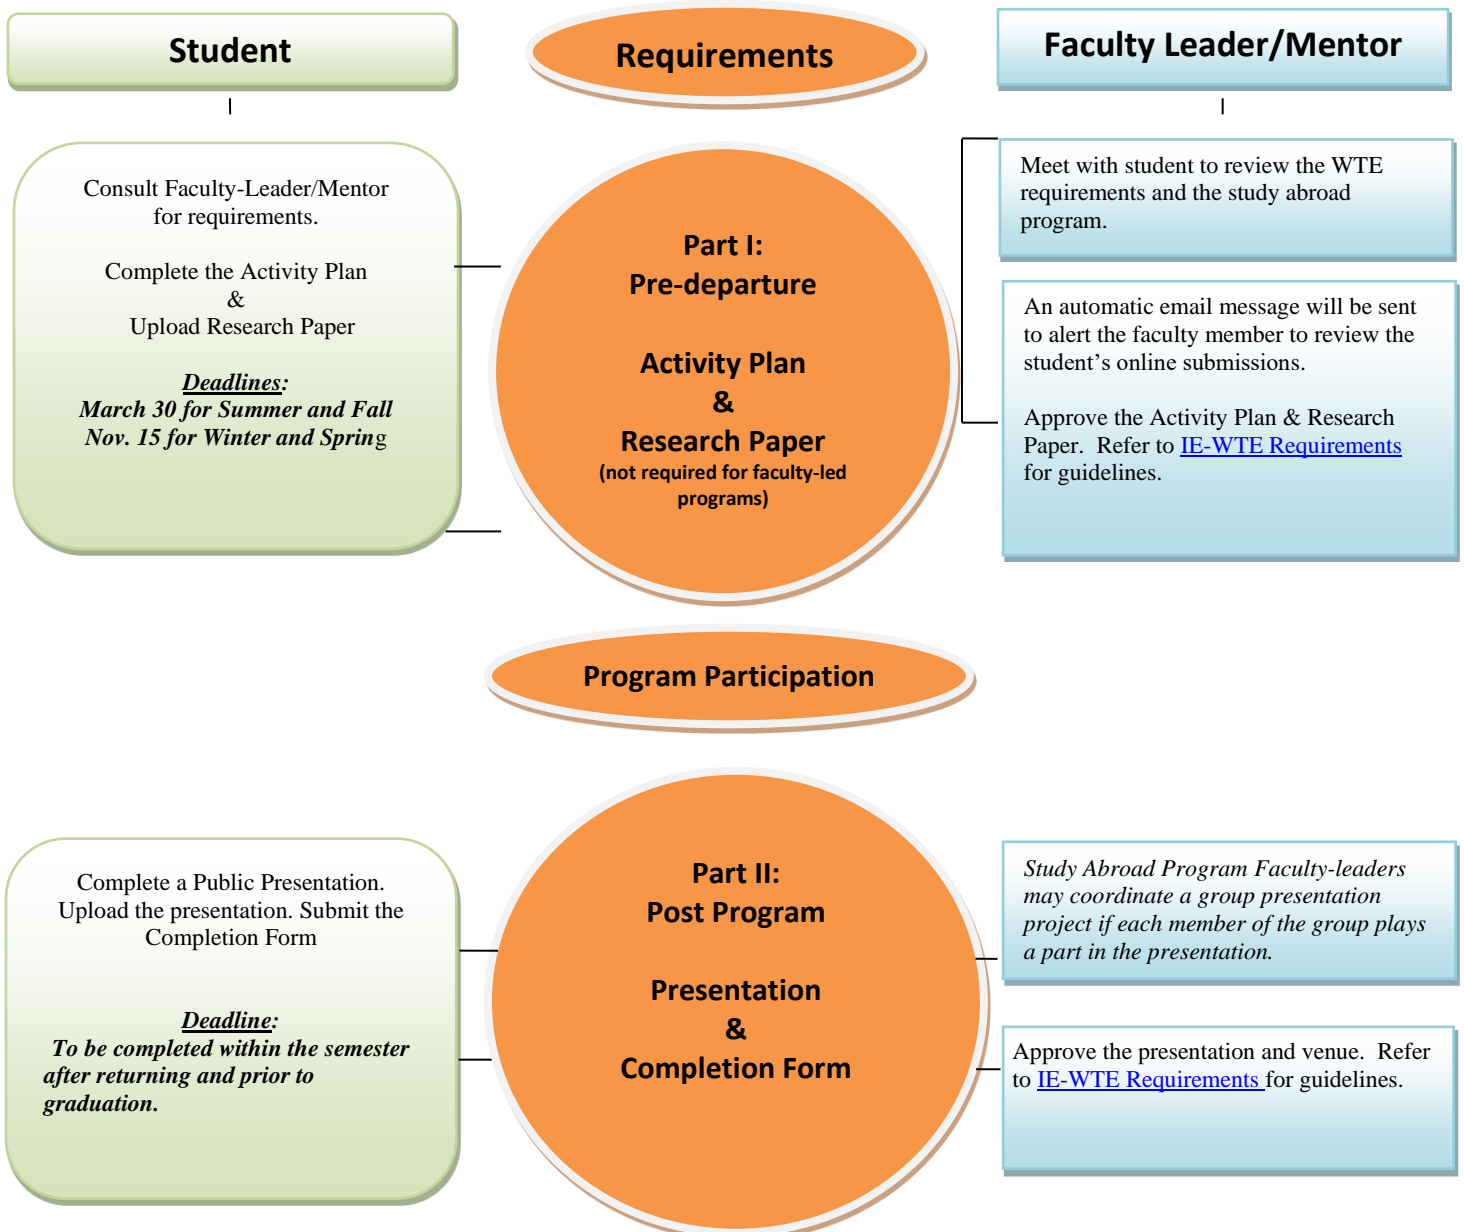 Student
Requirements
Faculty Leader/Mentor
Consult Faculty-Leader/Mentor
for requirements.
Complete the Activity Plan
&
Upload Research Paper
Deadlines:
March 30 for Summer and Fall
Nov. 15 for Winter and Spring
Part I:
Pre-departure
Activity Plan
&
Research Paper
(not required for faculty-led
programs)
Meet with student to review the WTE
requirements and the study abroad
program.
An automatic email message will be sent
to alert the faculty member to review the
student’s online submissions.
Approve the Activity Plan & Research
Paper.  Refer to IE-WTE Requirements
for guidelines.
Program Participation
Complete a Public Presentation.
Upload the presentation. Submit the
Completion Form
Deadline:
To be completed within the semester
after returning and prior to
graduation.
Part II:
Post Program
Presentation
&
Completion Form
Study Abroad Program Faculty-leaders
may coordinate a group presentation
project if each member of the group plays
a part in the presentation.
Approve the presentation and venue.  Refer
to IE-WTE Requirements for guidelines.